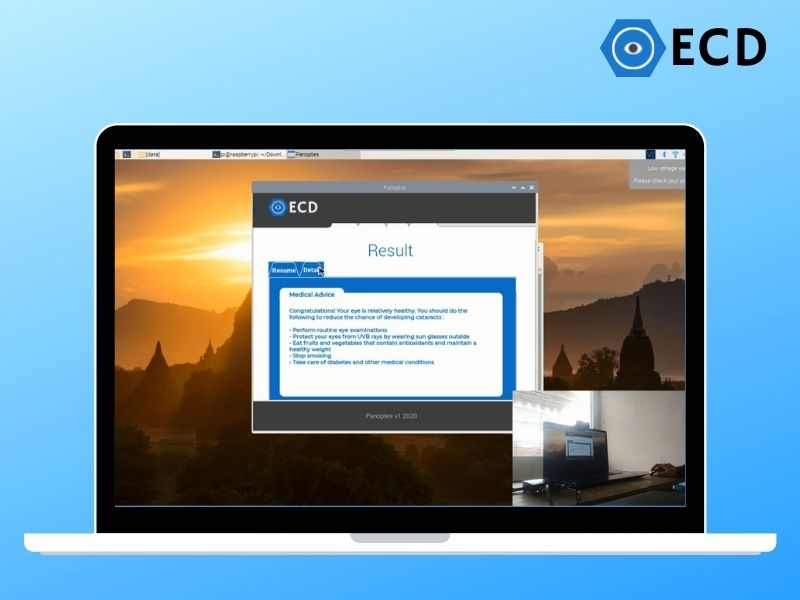 ECD
[data]
pi@raspberrypi: ~/Downl...
Panoptes
Low voltage wa
Please check your po
Panoptes
ECD
Result
Resume
Detail
Medical Advice
Congratulations! Your eye is relatively healthy. You should do the
following to reduce the chance of developing cataracts :
- Perform routine eye examinations
- Protect your eyes from UVB rays by wearing sun glasses outside
- Eat fruits and vegetables that contain antioxidants and maintain a
healthy weight
- Stop smoking
- Take care of diabetes and other medical conditions
Panoptes v1.2020